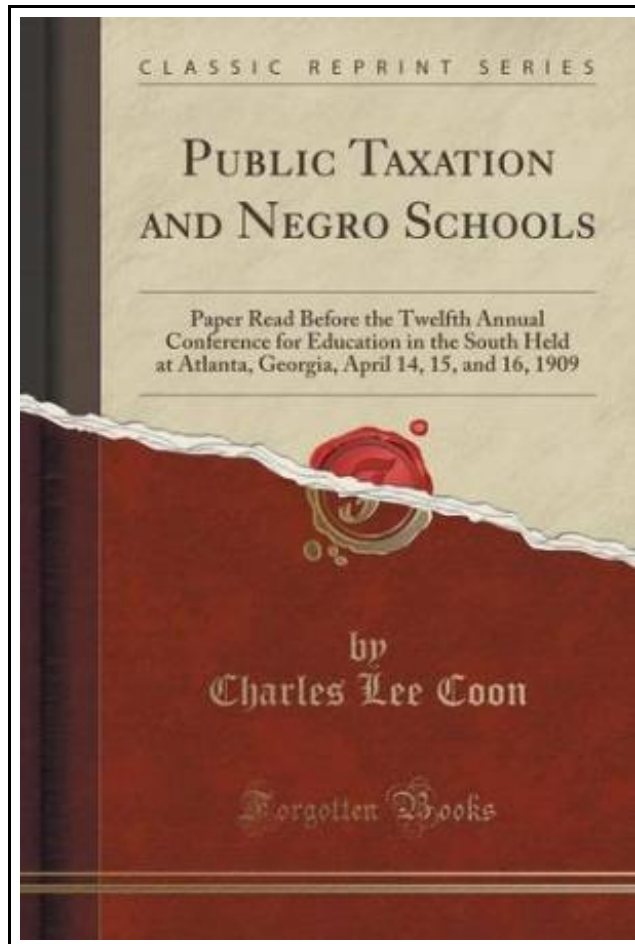 CLASSIC REPRINT SERIES
PUBLIC TAXATION
AND NEGRO SCHOOLS
Paper Read Before the Twelfth Annual
Conference for Education in the South Held
at Atlanta, Georgia, April 14, 15, and 16, 1909
by
Charles Lee Coon
Forgotten Books